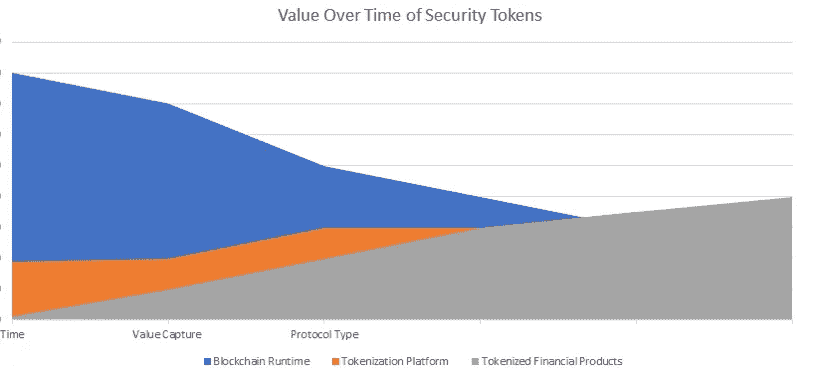 Value Over Time of Security Tokens
Time Value Capture Protocol Type
Blockchain Runtime Tokenization Platform Tokenized Financial Products